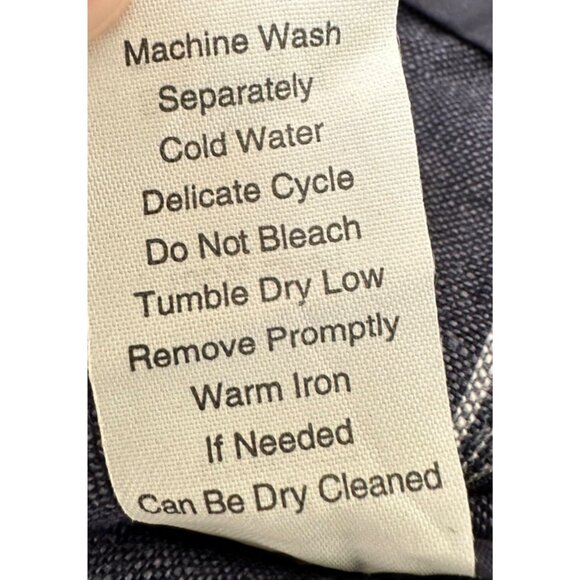 Machine Wash
Separately
Cold Water
Delicate Cycle
Do Not Bleach
Tumble Dry Low
Remove Promptly
Warm Iron
If Needed
Can Be Dry Cleaned